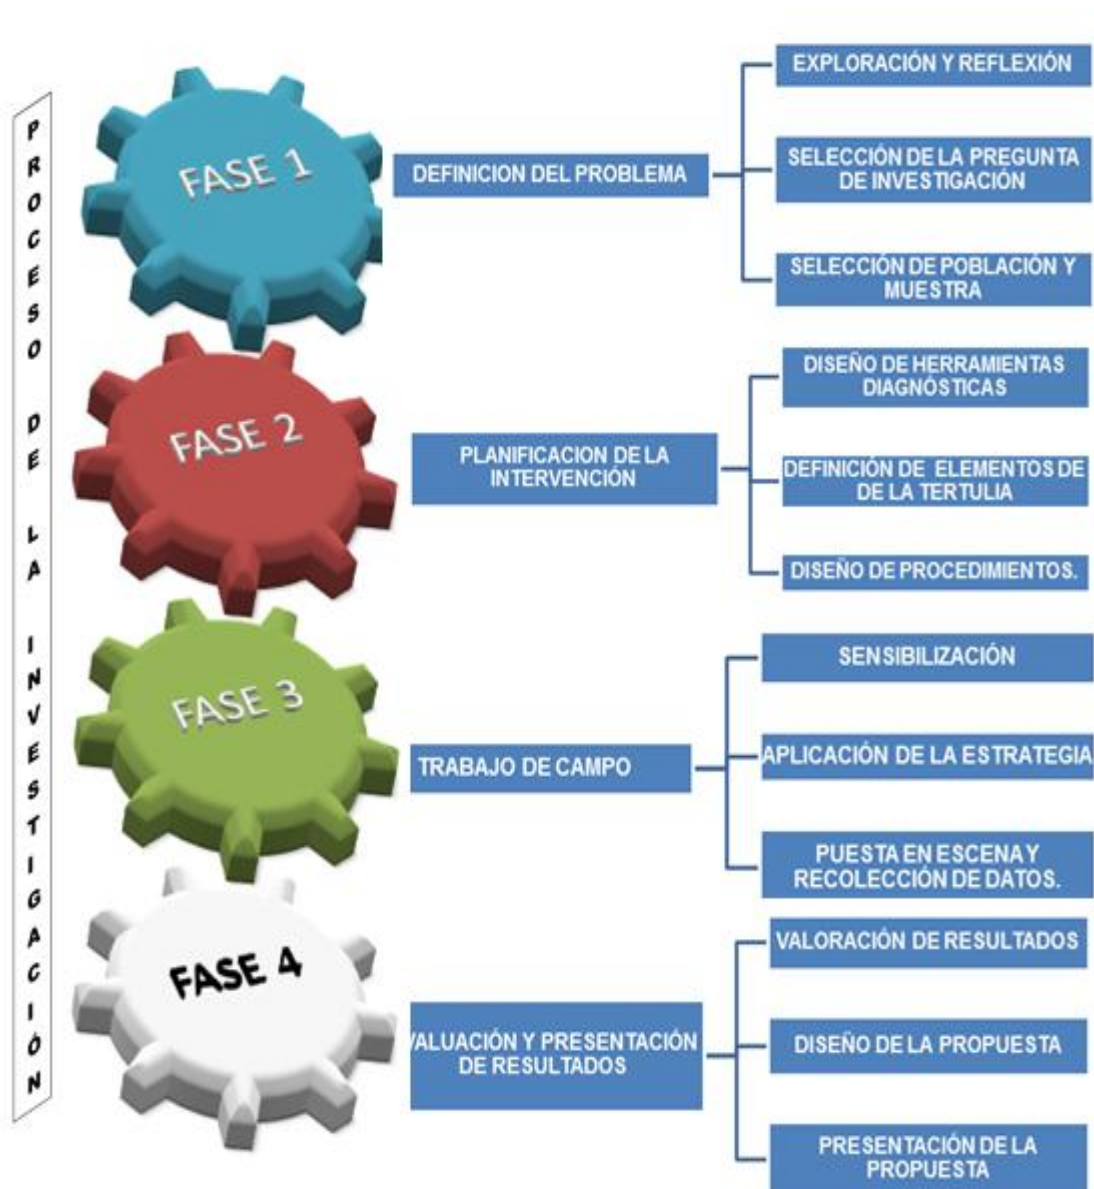 PROCESO DE LA INVESTIGACIÓN
FASE 1
DEFINICION DEL PROBLEMA
EXPLORACIÓN Y REFLEXIÓN
SELECCIÓN DE LA PREGUNTA
DE INVESTIGACIÓN
SELECCIÓN DE POBLACIÓN Y
MUESTRA
FASE 2
PLANIFICACION DE LA
INTERVENCIÓN
DISEÑO DE HERRAMIENTAS
DIAGNÓSTICAS
DEFINICIÓN DE ELEMENTOS DE
DE LA TERTULIA
DISEÑO DE PROCEDIMIENTOS.
FASE 3
TRABAJO DE CAMPO
SENSIBILIZACIÓN
APLICACIÓN DE LA ESTRATEGIA
PUESTA EN ESCENA Y
RECOLECCIÓN DE DATOS.
FASE 4
VALUACIÓN Y PRESENTACIÓN
DE RESULTADOS
VALORACIÓN DE RESULTADOS
DISEÑO DE LA PROPUESTA
PRESENTACIÓN DE LA
PROPUESTA